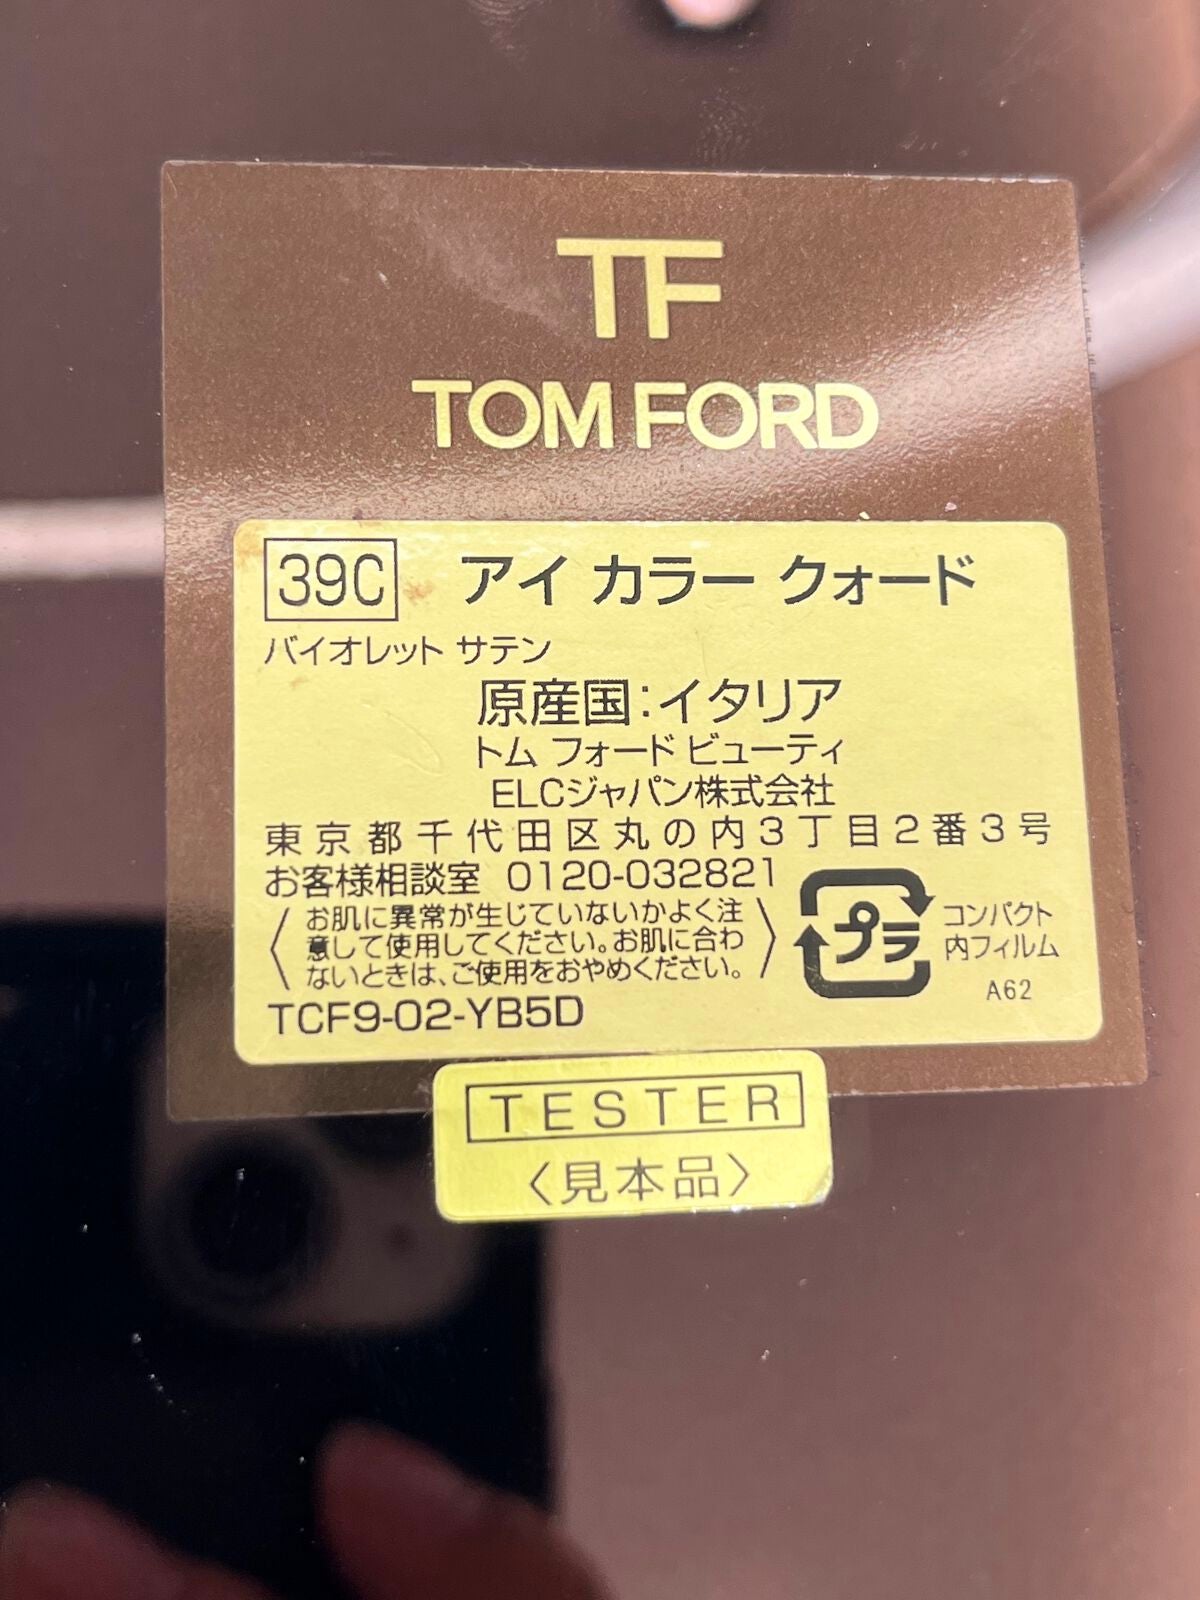 TF
TOM FORD
39C アイ カラー クォード
バイオレット サテン
原産国:イタリア
トム フォード ビューティ
ELCジャパン株式会社
東京都千代田区丸の内3丁目2番3号
お客様相談室 0120-032821
〈お肌に異常が生じていないかよく注
意して使用してください。お肌に合わ
ないときは、ご使用をおやめください。〉
プラ コンパクト
内フィルム
A62
TCF9-02-YB5D
TESTER
〈見本品〉